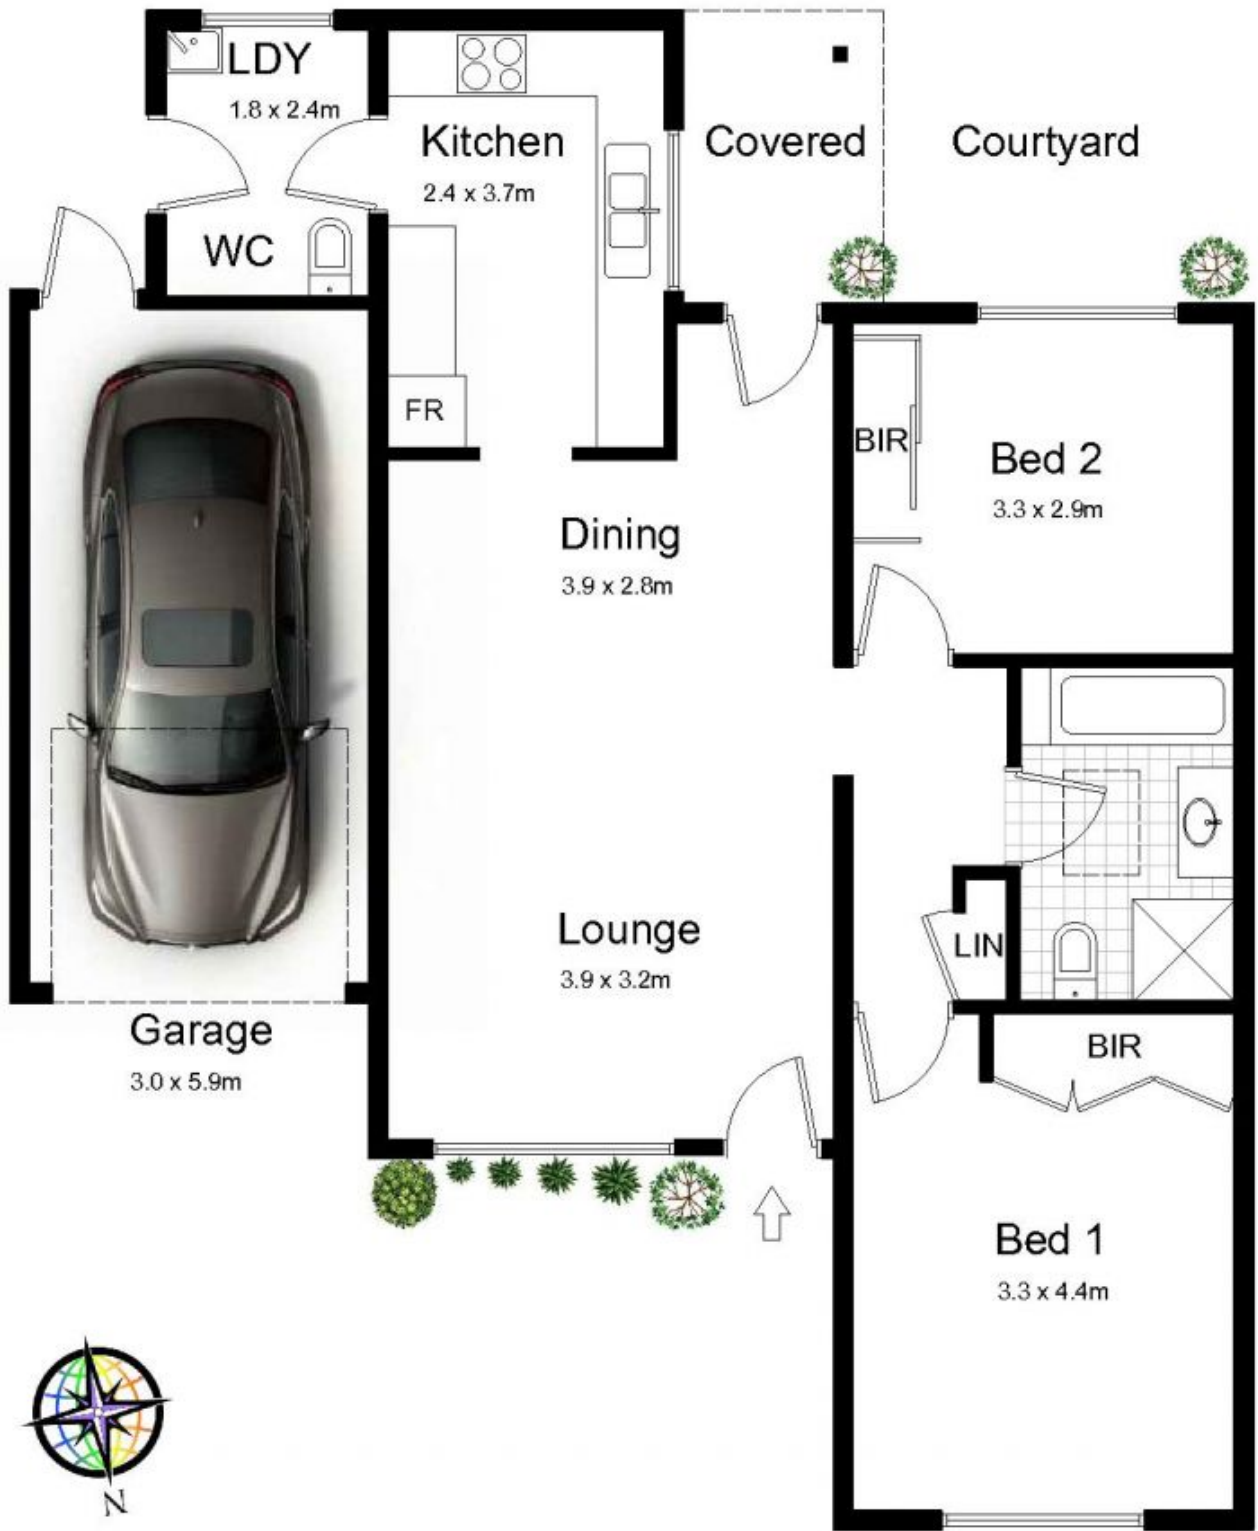 LDY
1.8 x 2.4m
Kitchen
2.4 x 3.7m
Covered
Courtyard
WC
FR
BIR
Bed 2
3.3 x 2.9m
Dining
3.9 x 2.8m
Lounge
3.9 x 3.2m
LIN
Garage
3.0 x 5.9m
BIR
Bed 1
3.3 x 4.4m
N